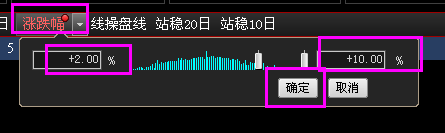 日 涨跌幅 线操盘线 站稳20日 站稳10日
5
+2.00 % +10.00 %
确定 取消